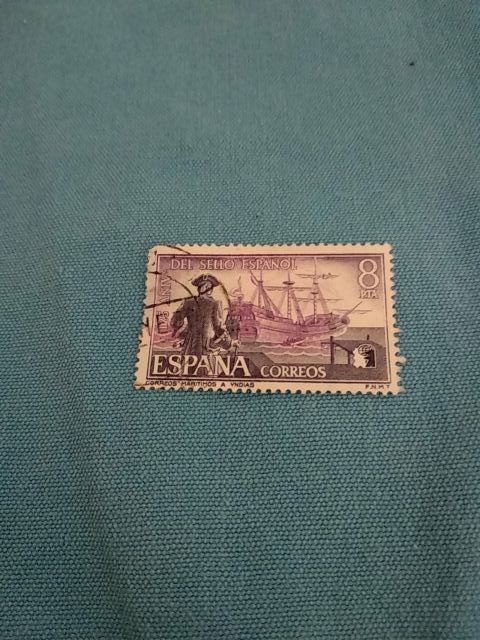 DEL SELLO ESPAÑOL
8
PTA
ESPAÑA CORREOS
CORREOS MARITIMOS A YNDIAS
F.N.M.T